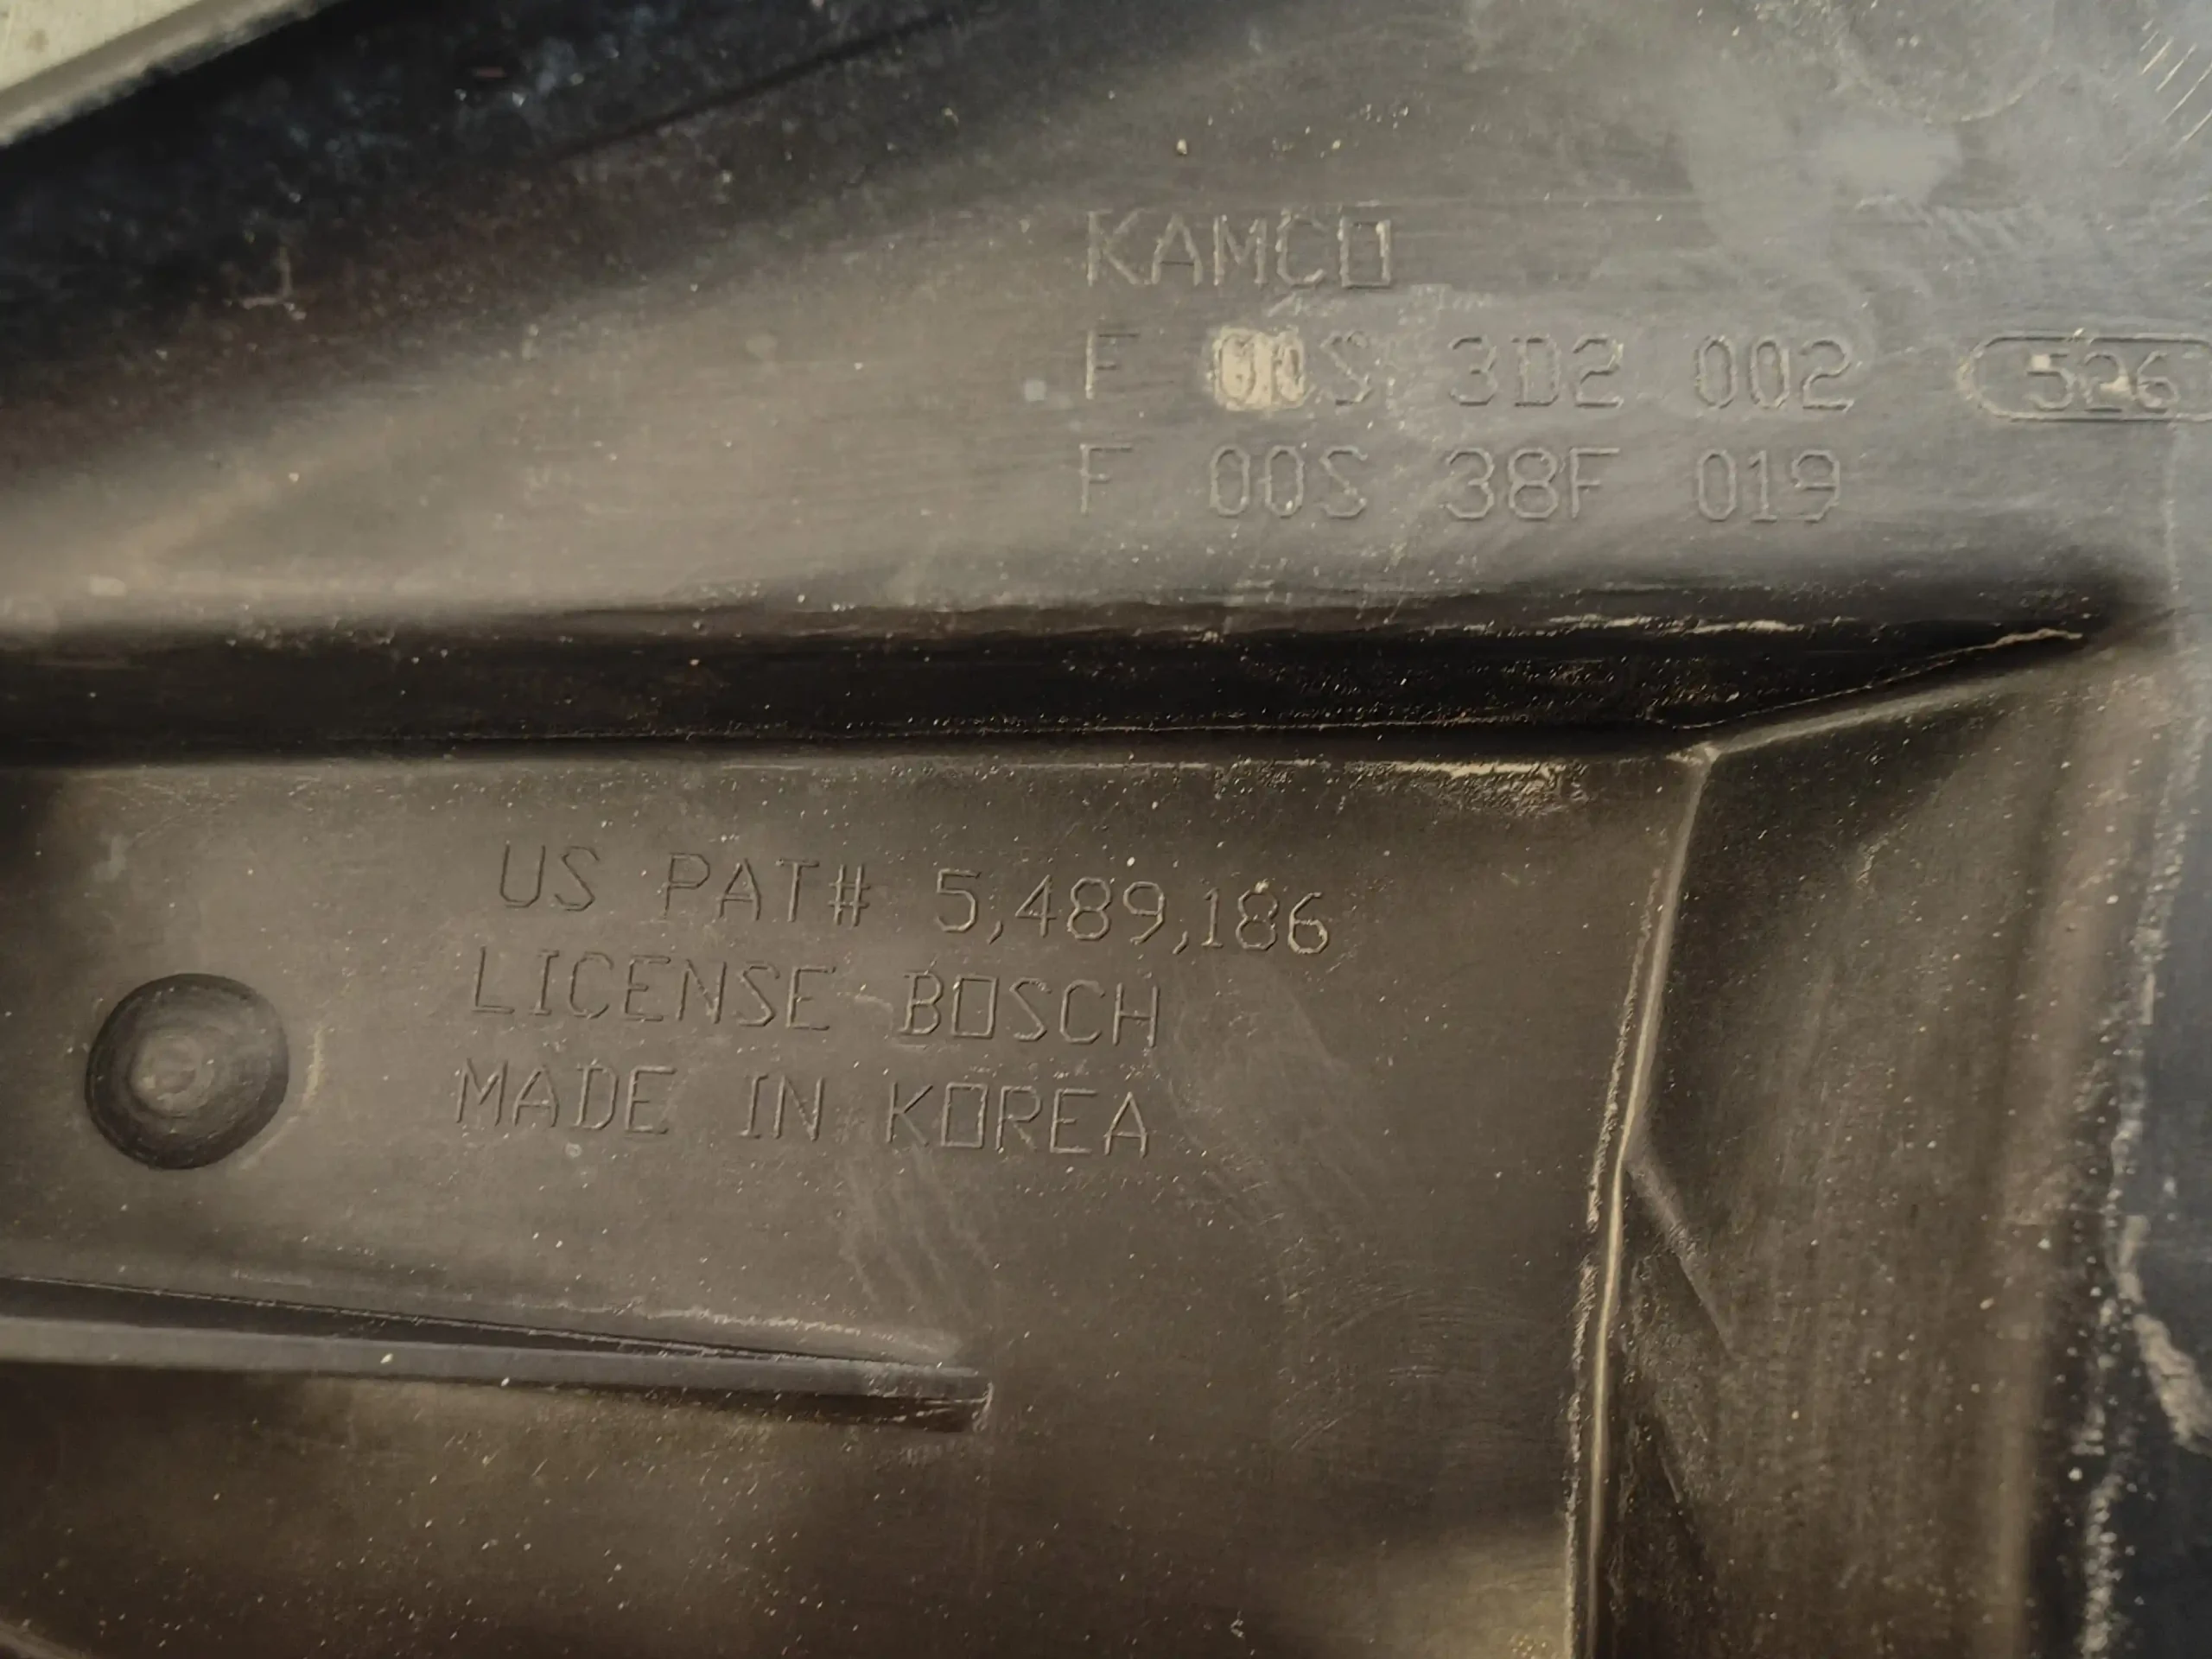 KAMCO
F 00S 3D2 002 526
F 00S 38F 019
US PAT# 5,489,186
LICENSE BOSCH
MADE IN KOREA